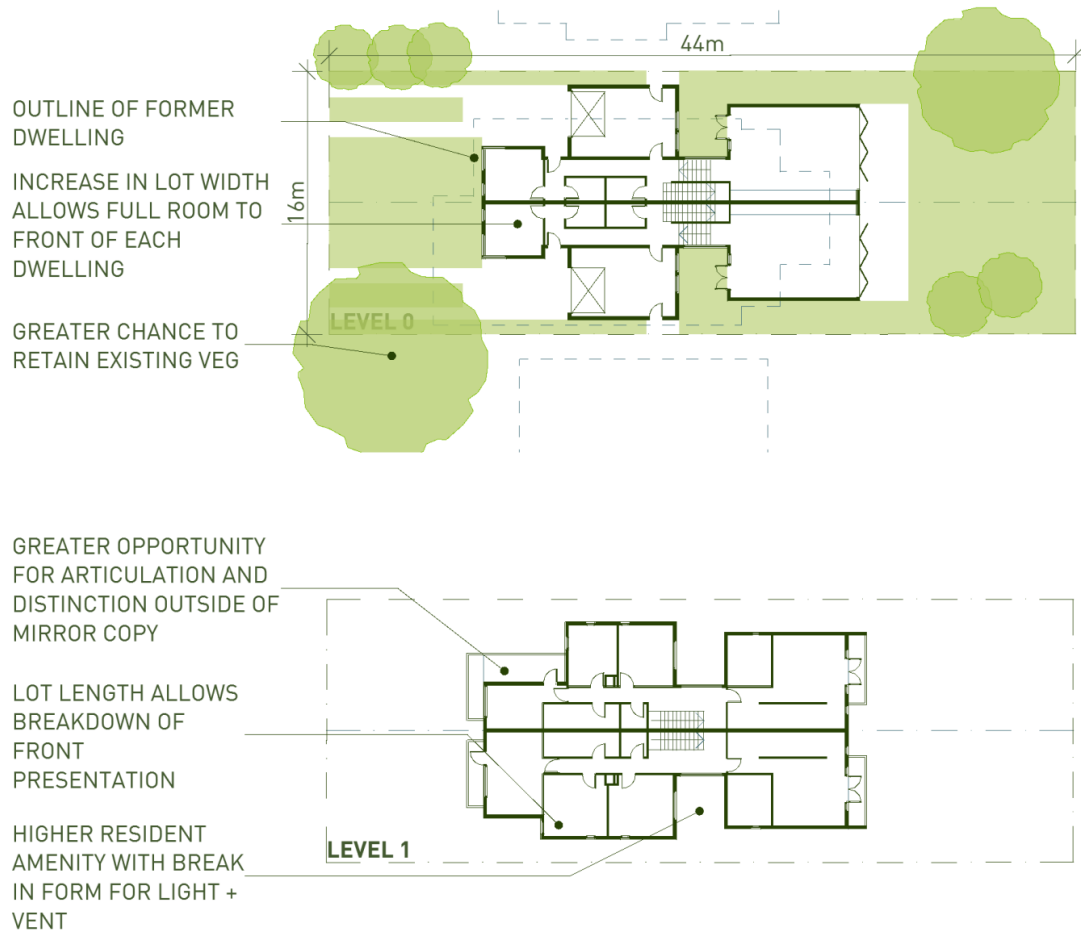 44m
OUTLINE OF FORMER
DWELLING
INCREASE IN LOT WIDTH
ALLOWS FULL ROOM TO
FRONT OF EACH
DWELLING
16m
GREATER CHANCE TO
RETAIN EXISTING VEG
LEVEL 0
GREATER OPPORTUNITY
FOR ARTICULATION AND
DISTINCTION OUTSIDE OF
MIRROR COPY
LOT LENGTH ALLOWS
BREAKDOWN OF
FRONT
PRESENTATION
HIGHER RESIDENT
AMENITY WITH BREAK
IN FORM FOR LIGHT +
VENT
LEVEL 1